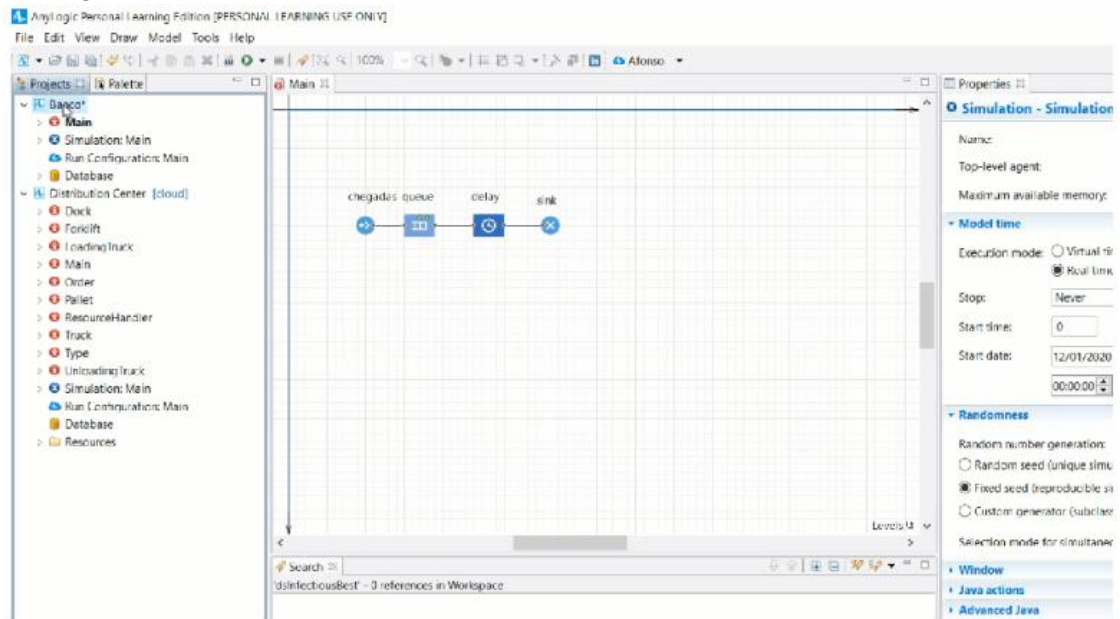 AnyLogic Personal Learning Edition [PERSONAL LEARNING USE ONLY]
File Edit View Draw Model Tools Help
100%
Afonso
Projects Palette
Main
Properties
Banco*
Main
Simulation: Main
Run Configuration: Main
Database
Distribution Center [cloud]
Dock
Forklift
LoadingTruck
Main
Order
Pallet
ResourceHandler
Truck
Type
UnloadingTruck
Simulation: Main
Run Configuration: Main
Database
Resources
chegadas queue delay sink
Levels
Search
'dsInfectiousBest' - 0 references in Workspace
Simulation - Simulation
Name:
Top-level agent:
Maximum available memory:
Model time
Execution mode: Virtual tim
Real time
Stop: Never
Start time: 0
Start date: 12/01/2020
00:00:00
Randomness
Random number generation:
Random seed (unique simu
Fixed seed (reproducible si
Custom generator (subclass
Selection mode for simultaneo
Window
Java actions
Advanced Java